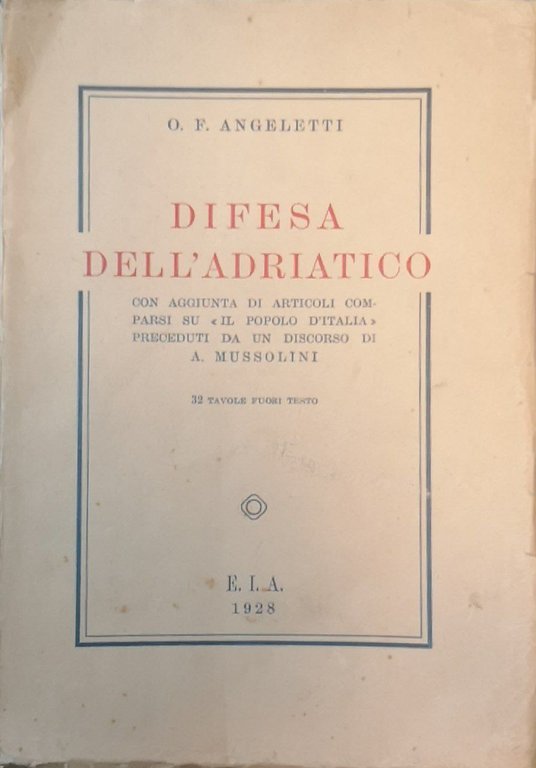 O. F. ANGELETTI
DIFESA
DELL'ADRIATICO
CON AGGIUNTA DI ARTICOLI COM-
PARSI SU «IL POPOLO D'ITALIA»
PRECEDUTI DA UN DISCORSO DI
A. MUSSOLINI
32 TAVOLE FUORI TESTO
E. I. A.
1928